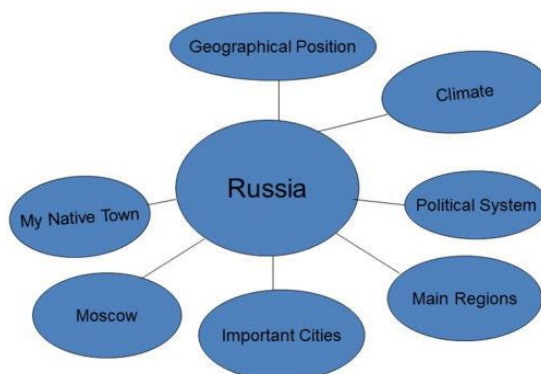 Geographical Position
Climate
Russia
My Native Town
Political System
Main Regions
Moscow
Important Cities